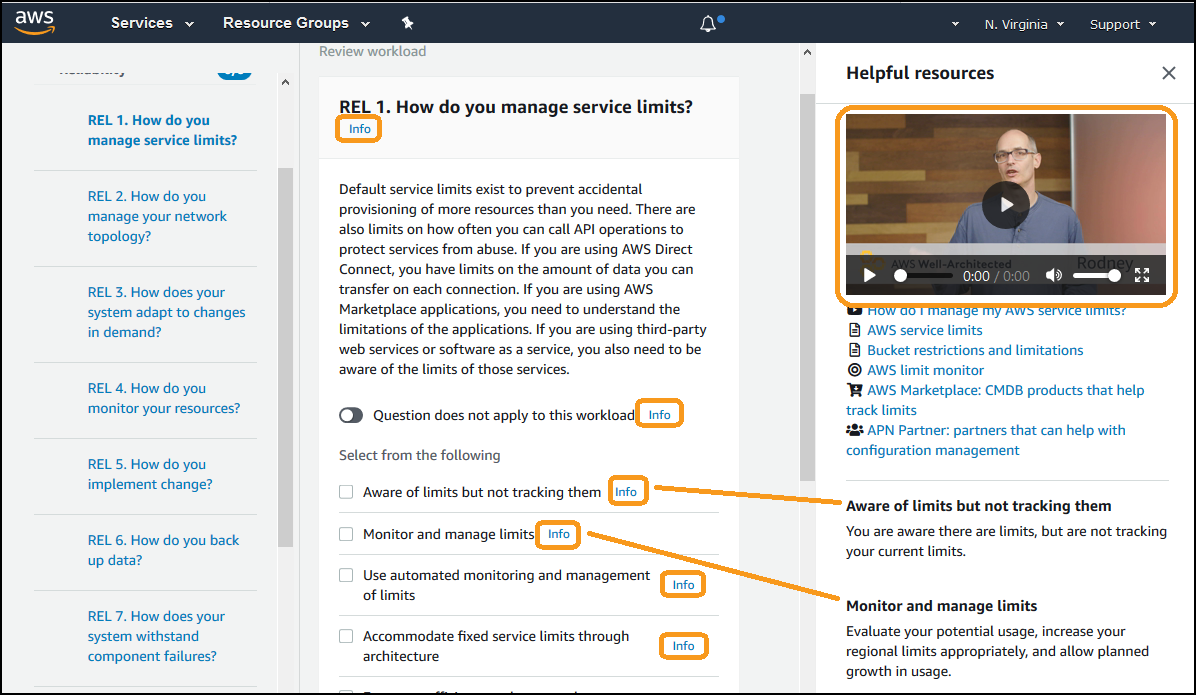 aws
Services
Resource Groups
N. Virginia
Support
Reliability
REL 1. How do you
manage service limits?
REL 2. How do you
manage your network
topology?
REL 3. How does your
system adapt to changes
in demand?
REL 4. How do you
monitor your resources?
REL 5. How do you
implement change?
REL 6. How do you back
up data?
REL 7. How does your
system withstand
component failures?
Review workload
REL 1. How do you manage service limits?
Info
Default service limits exist to prevent accidental
provisioning of more resources than you need. There are
also limits on how often you can call API operations to
protect services from abuse. If you are using AWS Direct
Connect, you have limits on the amount of data you can
transfer on each connection. If you are using AWS
Marketplace applications, you need to understand the
limitations of the applications. If you are using third-party
web services or software as a service, you also need to be
aware of the limits of those services.
Question does not apply to this workload Info
Select from the following
Aware of limits but not tracking them Info
Monitor and manage limits Info
Use automated monitoring and management
of limits Info
Accommodate fixed service limits through
architecture Info
Helpful resources
AWS Well-Architected
Rodney
0:00 / 0:00
How do I manage my AWS service limits?
AWS service limits
Bucket restrictions and limitations
AWS limit monitor
AWS Marketplace: CMDB products that help
track limits
APN Partner: partners that can help with
configuration management
Aware of limits but not tracking them
You are aware there are limits, but are not tracking
your current limits.
Monitor and manage limits
Evaluate your potential usage, increase your
regional limits appropriately, and allow planned
growth in usage.